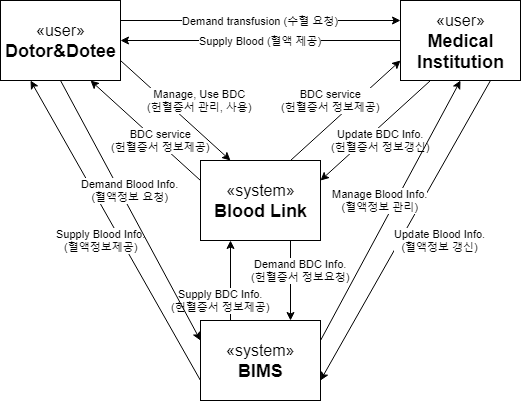 «user»
Dotor&Dotee
Demand transfusion (수혈 요청)
Supply Blood (혈액 제공)
«user»
Medical
Institution
Manage, Use BDC
(헌혈증서 관리, 사용)
BDC service
(헌혈증서 정보제공)
BDC service
(헌혈증서 정보제공)
Update BDC Info.
(헌혈증서 정보갱신)
«system»
Blood Link
Demand Blood Info.
(혈액정보 요청)
Manage Blood Info.
(혈액정보 관리)
Supply Blood Info.
(혈액정보제공)
Update Blood Info.
(혈액정보 갱신)
Demand BDC Info.
(헌혈증서 정보요청)
Supply BDC Info.
(헌혈증서 정보제공)
«system»
BIMS